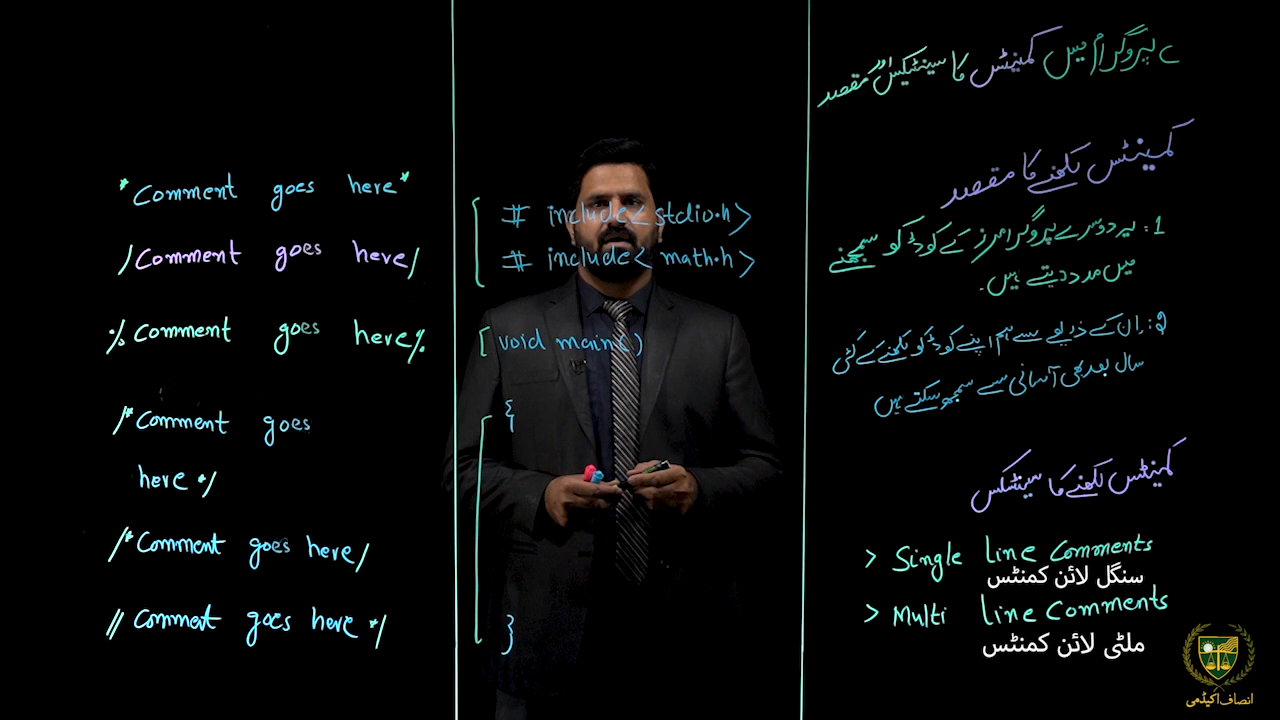 *Comment goes here*
/Comment goes here/
%Comment goes here%
/*Comment goes
here */
/*Comment goes here/
// Comment goes here */
# include<stdio.h>
# include<math.h>
void main()
{
}
پروگرام میں کمینٹس کا سینٹیکس اور مقصد
کمینٹس لکھنے کا مقصد
1: یہ دوسرے پروگرامرز کے کوڈ کو سمجھنے
میں مدد دیتے ہیں۔
2: ان کے ذریعے سے ہم اپنے کوڈ کو لکھنے کے کئی
سال بعد بھی آسانی سے سمجھ سکتے ہیں
کمینٹس لکھنے کا سینٹیکس
> Single line Comments
سنگل لائن کمنٹس
> Multi line Comments
ملٹی لائن کمنٹس
انصاف اکیڈمی